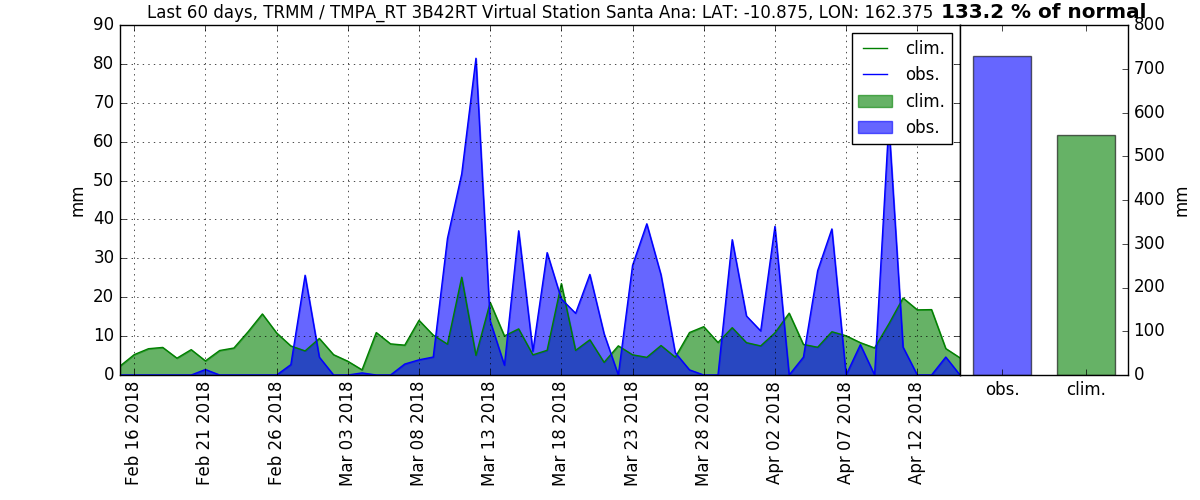 Last 60 days, TRMM / TMPA_RT 3B42RT Virtual Station Santa Ana: LAT: -10.875, LON: 162.375 133.2 % of normal
90
80
70
60
50
40
30
20
10
0
mm
clim.
obs.
clim.
obs.
Feb 16 2018
Feb 21 2018
Feb 26 2018
Mar 03 2018
Mar 08 2018
Mar 13 2018
Mar 18 2018
Mar 23 2018
Mar 28 2018
Apr 02 2018
Apr 07 2018
Apr 12 2018
800
700
600
500
400
300
200
100
0
mm
obs. clim.